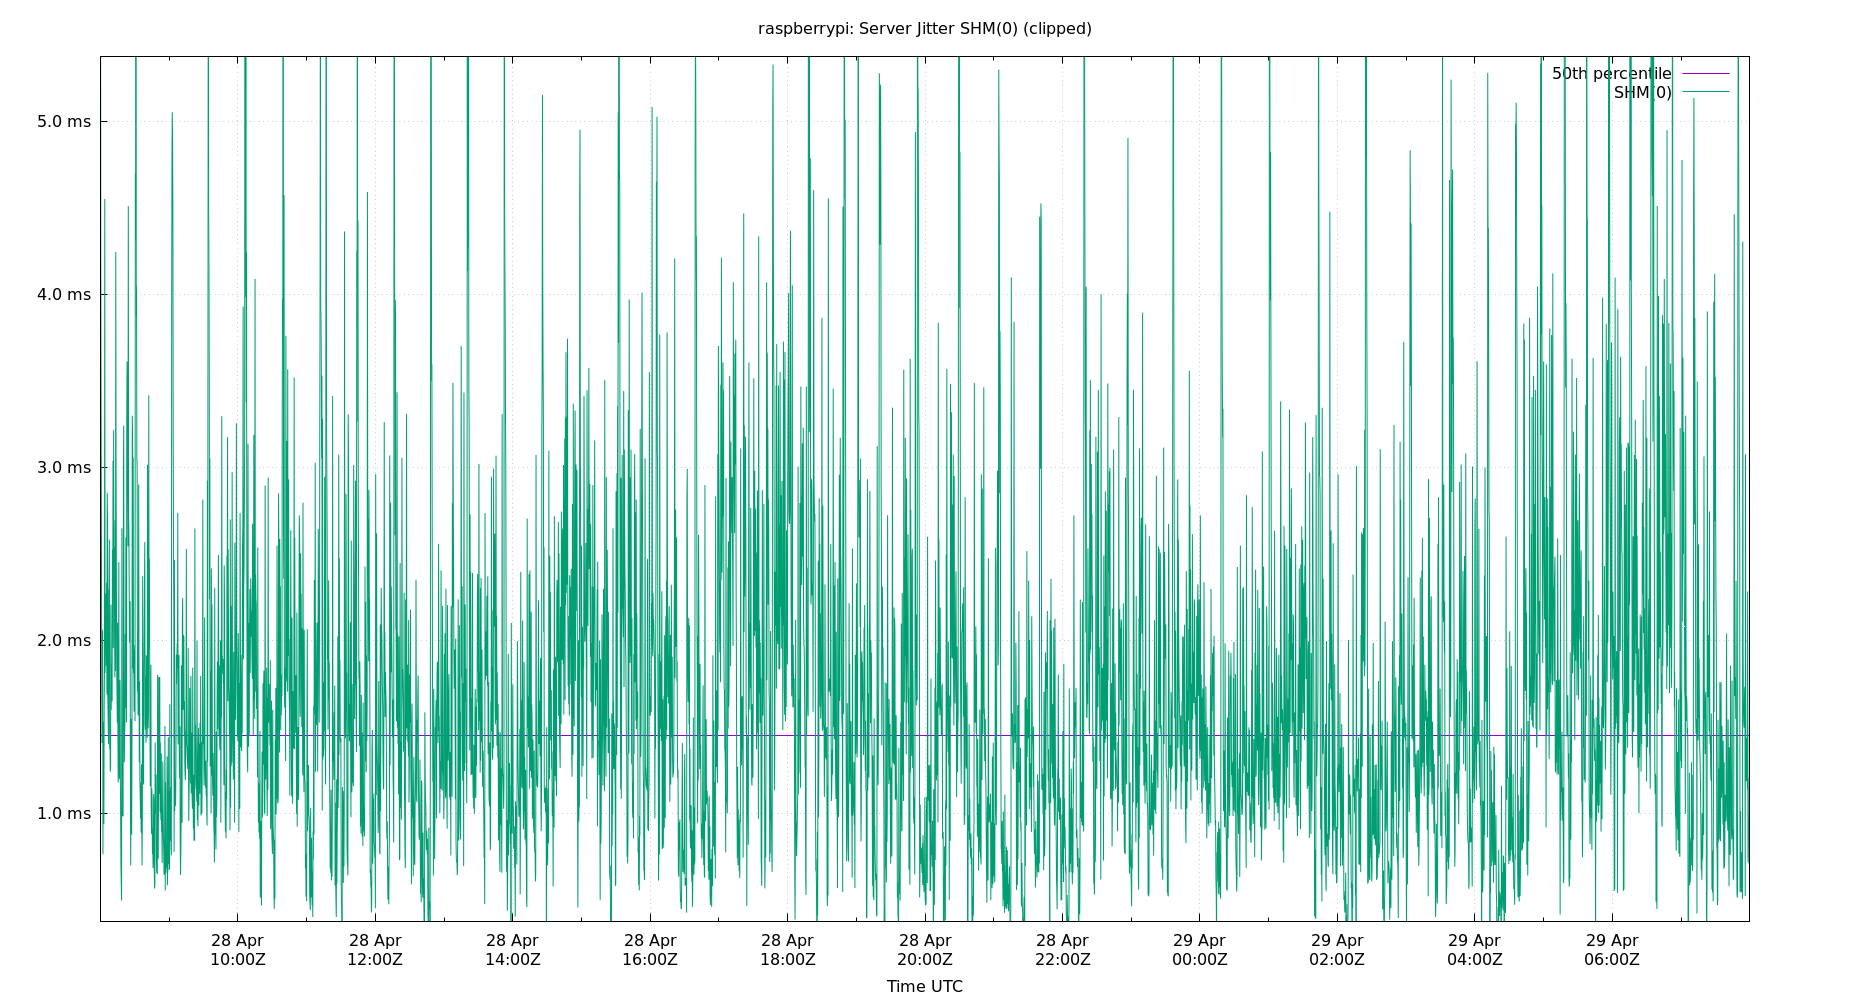 raspberrypi: Server Jitter SHM(0) (clipped)
50th percentile
SHM(0)
5.0 ms
4.0 ms
3.0 ms
2.0 ms
1.0 ms
28 Apr 28 Apr 28 Apr 28 Apr 28 Apr 28 Apr 28 Apr 29 Apr 29 Apr 29 Apr 29 Apr
10:00Z 12:00Z 14:00Z 16:00Z 18:00Z 20:00Z 22:00Z 00:00Z 02:00Z 04:00Z 06:00Z
Time UTC